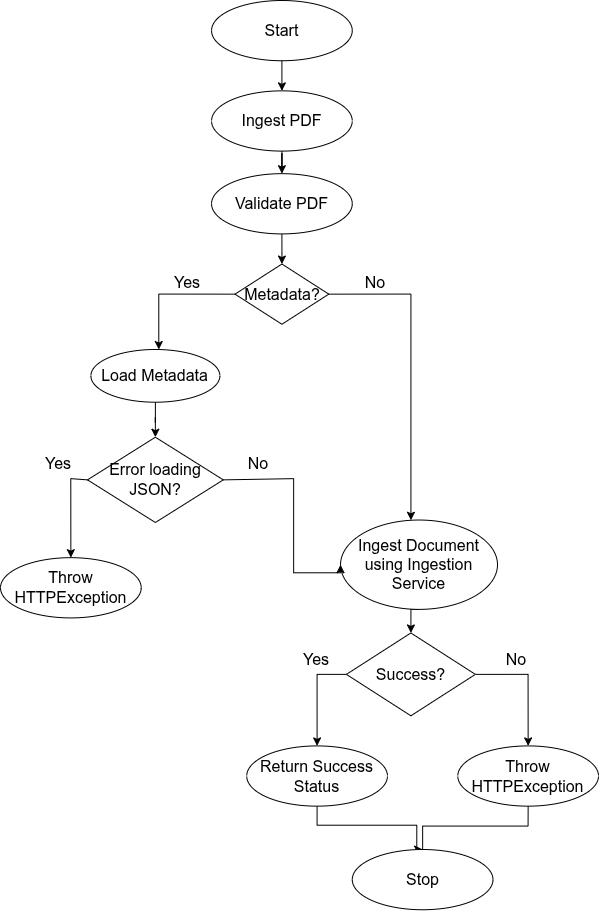 Start
Ingest PDF
Validate PDF
Yes
Metadata?
No
Load Metadata
Yes
Error loading
JSON?
No
Throw
HTTPException
Ingest Document
using Ingestion
Service
Yes
Success?
No
Return Success
Status
Throw
HTTPException
Stop